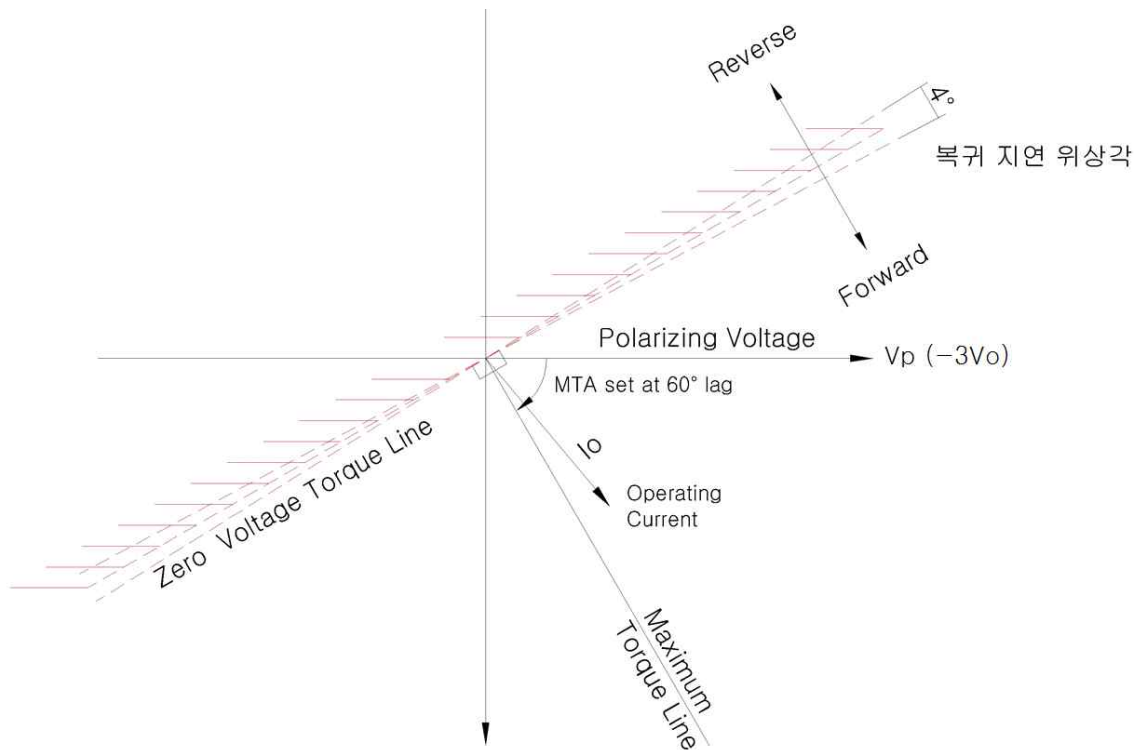 Reverse
4°
복귀 지연 위상각
Forward
Polarizing Voltage
Vp (-3Vo)
MTA set at 60° lag
Io
Operating
Current
Zero Voltage Torque Line
Maximum
Torque Line